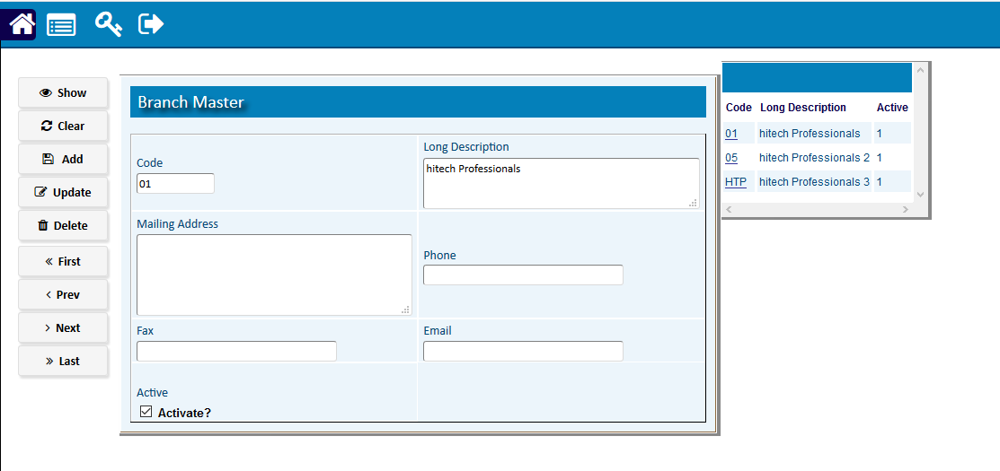 Show
Clear
Add
Update
Delete
First
Prev
Next
Last
Branch Master
Code
01
Long Description
hitech Professionals
Mailing Address
Phone
Fax
Email
Active
Activate?
Code Long Description Active
01 hitech Professionals 1
05 hitech Professionals 2 1
HTP hitech Professionals 3 1